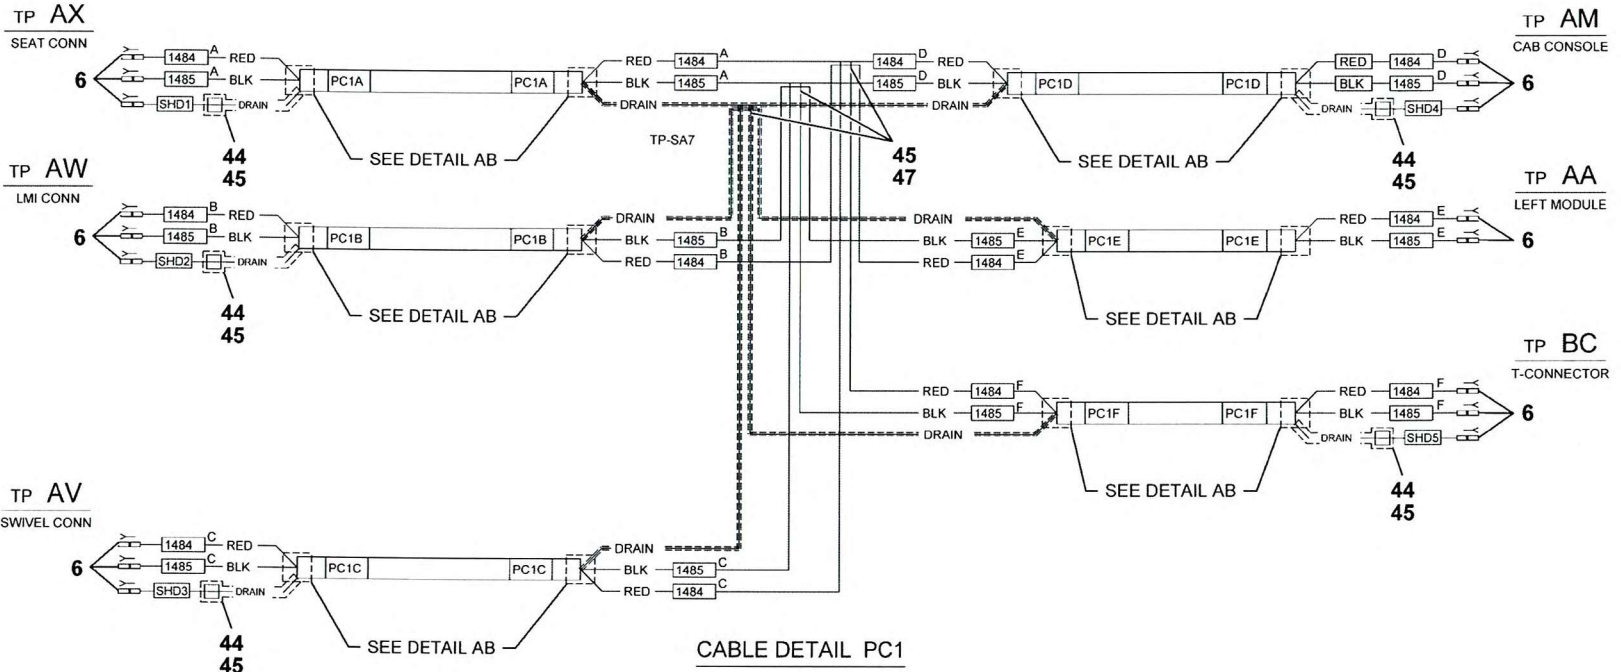 TP AX
SEAT CONN
6
1484 A RED
1485 A BLK
SHD1 DRAIN
44
45
PC1A PC1A
SEE DETAIL AB
RED 1484 A
BLK 1485 A
DRAIN
1484 D RED
1485 D BLK
DRAIN
TP-SA7
45
47
PC1D PC1D
SEE DETAIL AB
RED 1484 D
BLK 1485 D
DRAIN SHD4
44
45
6
TP AM
CAB CONSOLE
TP AW
LMI CONN
6
1484 B RED
1485 B BLK
SHD2 DRAIN
44
45
PC1B PC1B
SEE DETAIL AB
DRAIN
BLK 1485 B
RED 1484 B
DRAIN
BLK 1485 E
RED 1484 E
PC1E PC1E
SEE DETAIL AB
RED 1484 E
BLK 1485 E
6
TP AA
LEFT MODULE
RED 1484 F
BLK 1485 F
DRAIN
PC1F PC1F
SEE DETAIL AB
RED 1484 F
BLK 1485 F
DRAIN SHD5
44
45
6
TP BC
T-CONNECTOR
TP AV
SWIVEL CONN
6
1484 C RED
1485 C BLK
SHD3 DRAIN
44
45
PC1C PC1C
SEE DETAIL AB
DRAIN
BLK 1485 C
RED 1484 C
CABLE DETAIL PC1